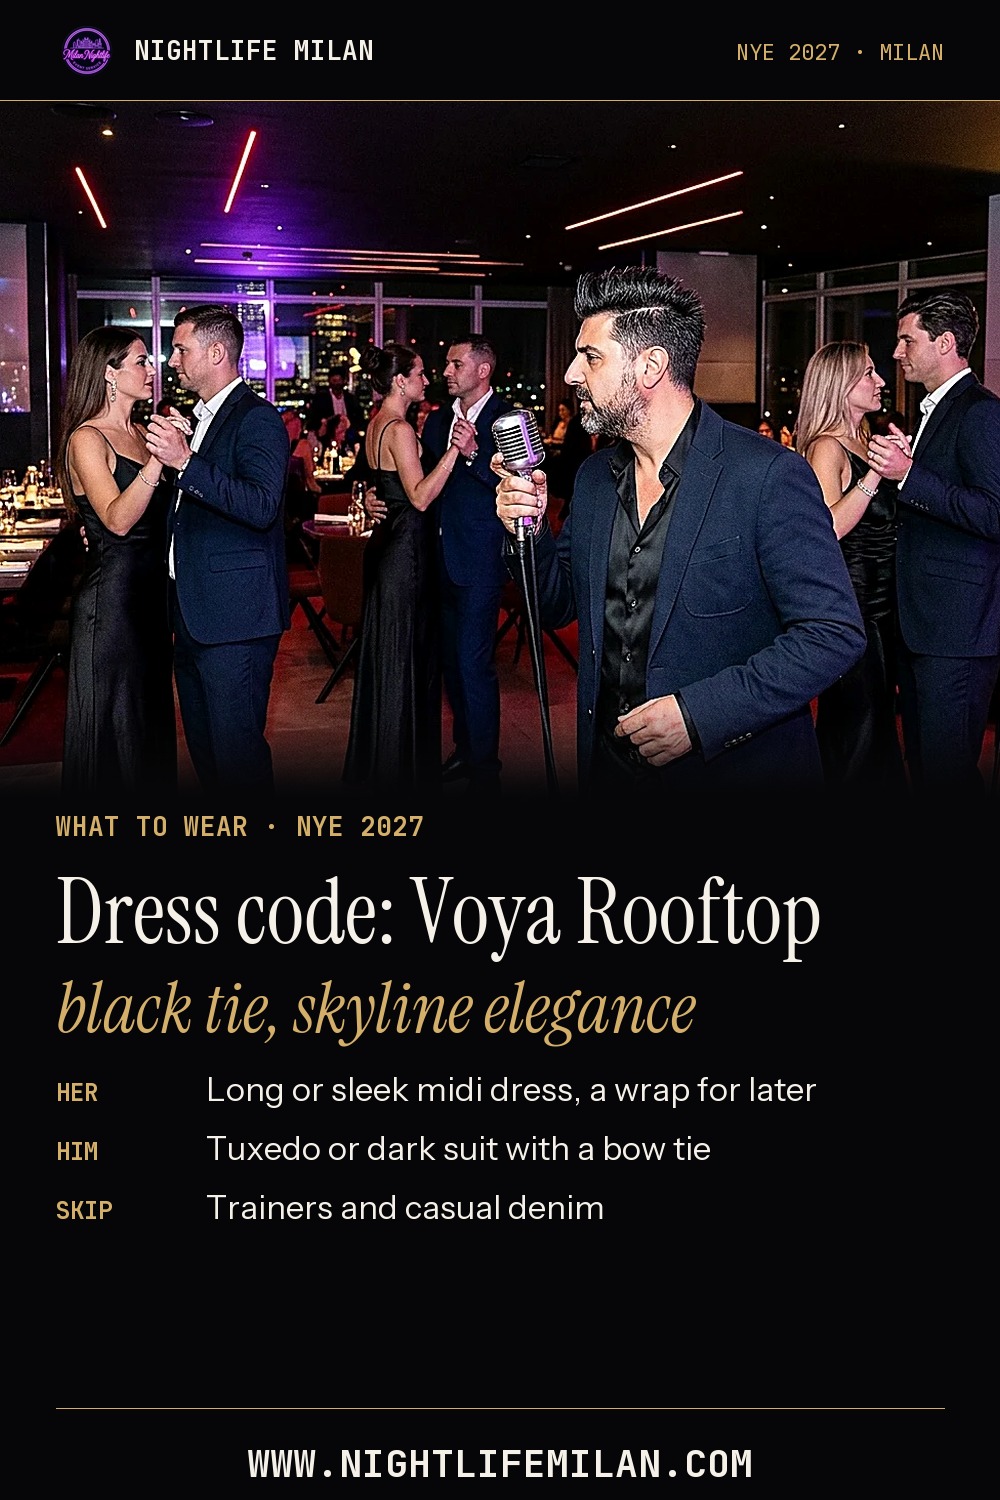 Milan Nightlife
NIGHTLIFE MILAN
NYE 2027 · MILAN
WHAT TO WEAR · NYE 2027
Dress code: Voya Rooftop
black tie, skyline elegance
HER Long or sleek midi dress, a wrap for later
HIM Tuxedo or dark suit with a bow tie
SKIP Trainers and casual denim
WWW.NIGHTLIFEMILAN.COM